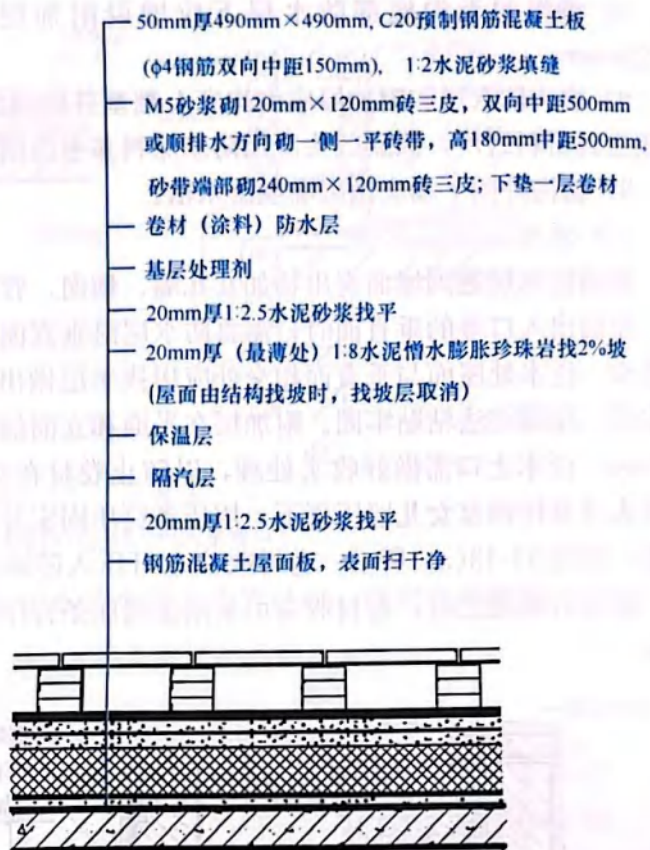 50mm厚490mm×490mm, C20预制钢筋混凝土板
(ϕ4钢筋双向中距150mm), 1∶2水泥砂浆填缝
M5砂浆砌120mm×120mm砖三皮，双向中距500mm
或顺排水方向砌一侧一平砖带，高180mm中距500mm,
砂带端部砌240mm×120mm砖三皮; 下垫一层卷材
卷材（涂料）防水层
基层处理剂
20mm厚1∶2.5水泥砂浆找平
20mm厚（最薄处）1∶8水泥憎水膨胀珍珠岩找2%坡
(屋面由结构找坡时，找坡层取消)
保温层
隔汽层
20mm厚1∶2.5水泥砂浆找平
钢筋混凝土屋面板，表面扫干净